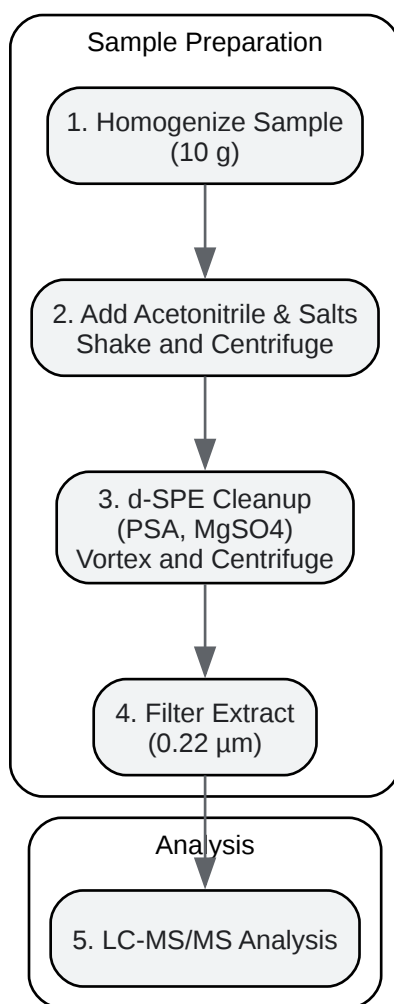 Sample Preparation
1. Homogenize Sample
(10 g)
2. Add Acetonitrile & Salts
Shake and Centrifuge
3. d-SPE Cleanup
(PSA, MgSO4)
Vortex and Centrifuge
4. Filter Extract
(0.22 µm)
Analysis
5. LC-MS/MS Analysis